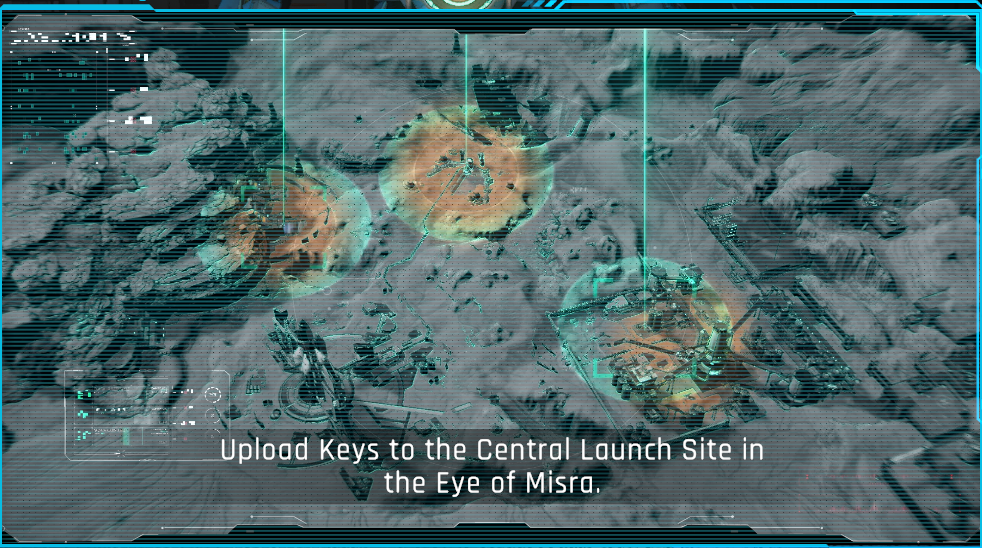 Upload Keys to the Central Launch Site in
the Eye of Misra.